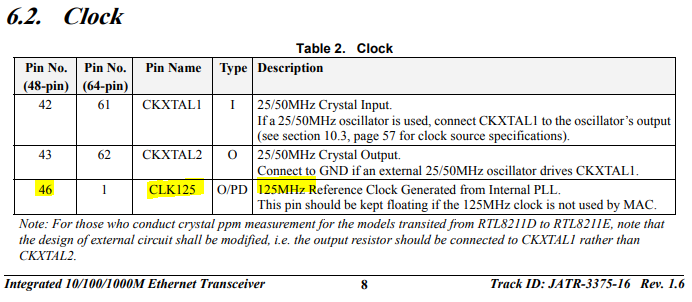 6.2. Clock
Table 2. Clock
Pin No. Pin No. Pin Name Type Description
(48-pin) (64-pin)
42 61 CKXTAL1 I 25/50MHz Crystal Input.
If a 25/50MHz oscillator is used, connect CKXTAL1 to the oscillator's output
(see section 10.3, page 57 for clock source specifications).
43 62 CKXTAL2 O 25/50MHz Crystal Output.
Connect to GND if an external 25/50MHz oscillator drives CKXTAL1.
46 1 CLK125 O/PD 125MHz Reference Clock Generated from Internal PLL.
This pin should be kept floating if the 125MHz clock is not used by MAC.
Note: For those who conduct crystal ppm measurement for the models transited from RTL8211D to RTL8211E, note that
the design of external circuit shall be modified, i.e. the output resistor should be connected to CKXTAL1 rather than
CKXTAL2.
Integrated 10/100/1000M Ethernet Transceiver 8 Track ID: JATR-3375-16 Rev. 1.6